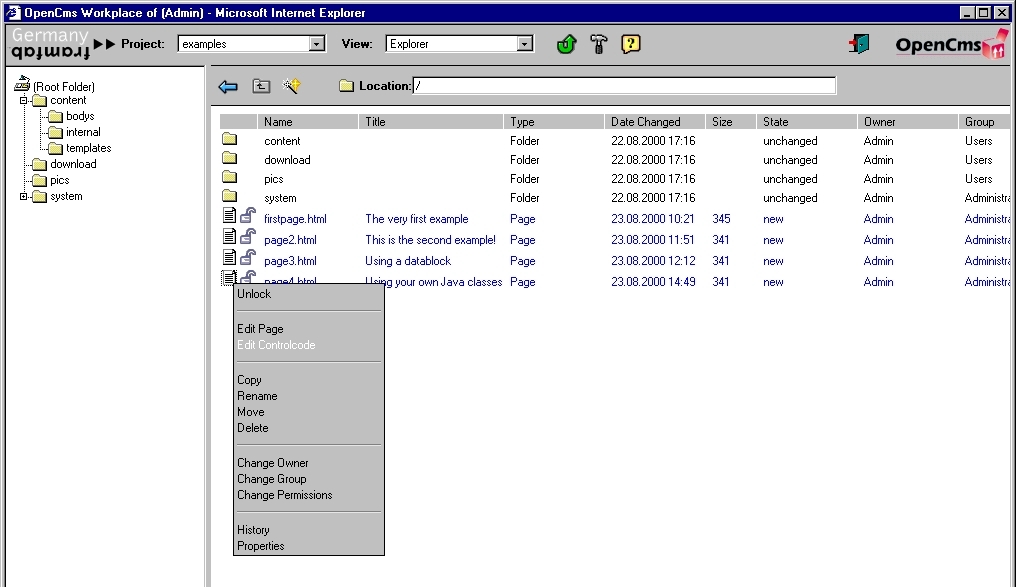 OpenCms Workplace of (Admin) - Microsoft Internet Explorer
Germany
framfab
Project: examples View: Explorer OpenCms
Location: /
(Root Folder)
content
bodys
internal
templates
download
pics
system
Name Title Type Date Changed Size State Owner Group
content Folder 22.08.2000 17:16 unchanged Admin Users
download Folder 22.08.2000 17:16 unchanged Admin Users
pics Folder 22.08.2000 17:16 unchanged Admin Users
system Folder 22.08.2000 17:16 unchanged Admin Administra
firstpage.html The very first example Page 23.08.2000 10:21 345 new Admin Administra
page2.html This is the second example! Page 23.08.2000 11:51 341 new Admin Administra
page3.html Using a datablock Page 23.08.2000 12:12 341 new Admin Administra
page4.html Using your own Java classes Page 23.08.2000 14:49 341 new Admin Administra
Unlock
Edit Page
Edit Controlcode
Copy
Rename
Move
Delete
Change Owner
Change Group
Change Permissions
History
Properties